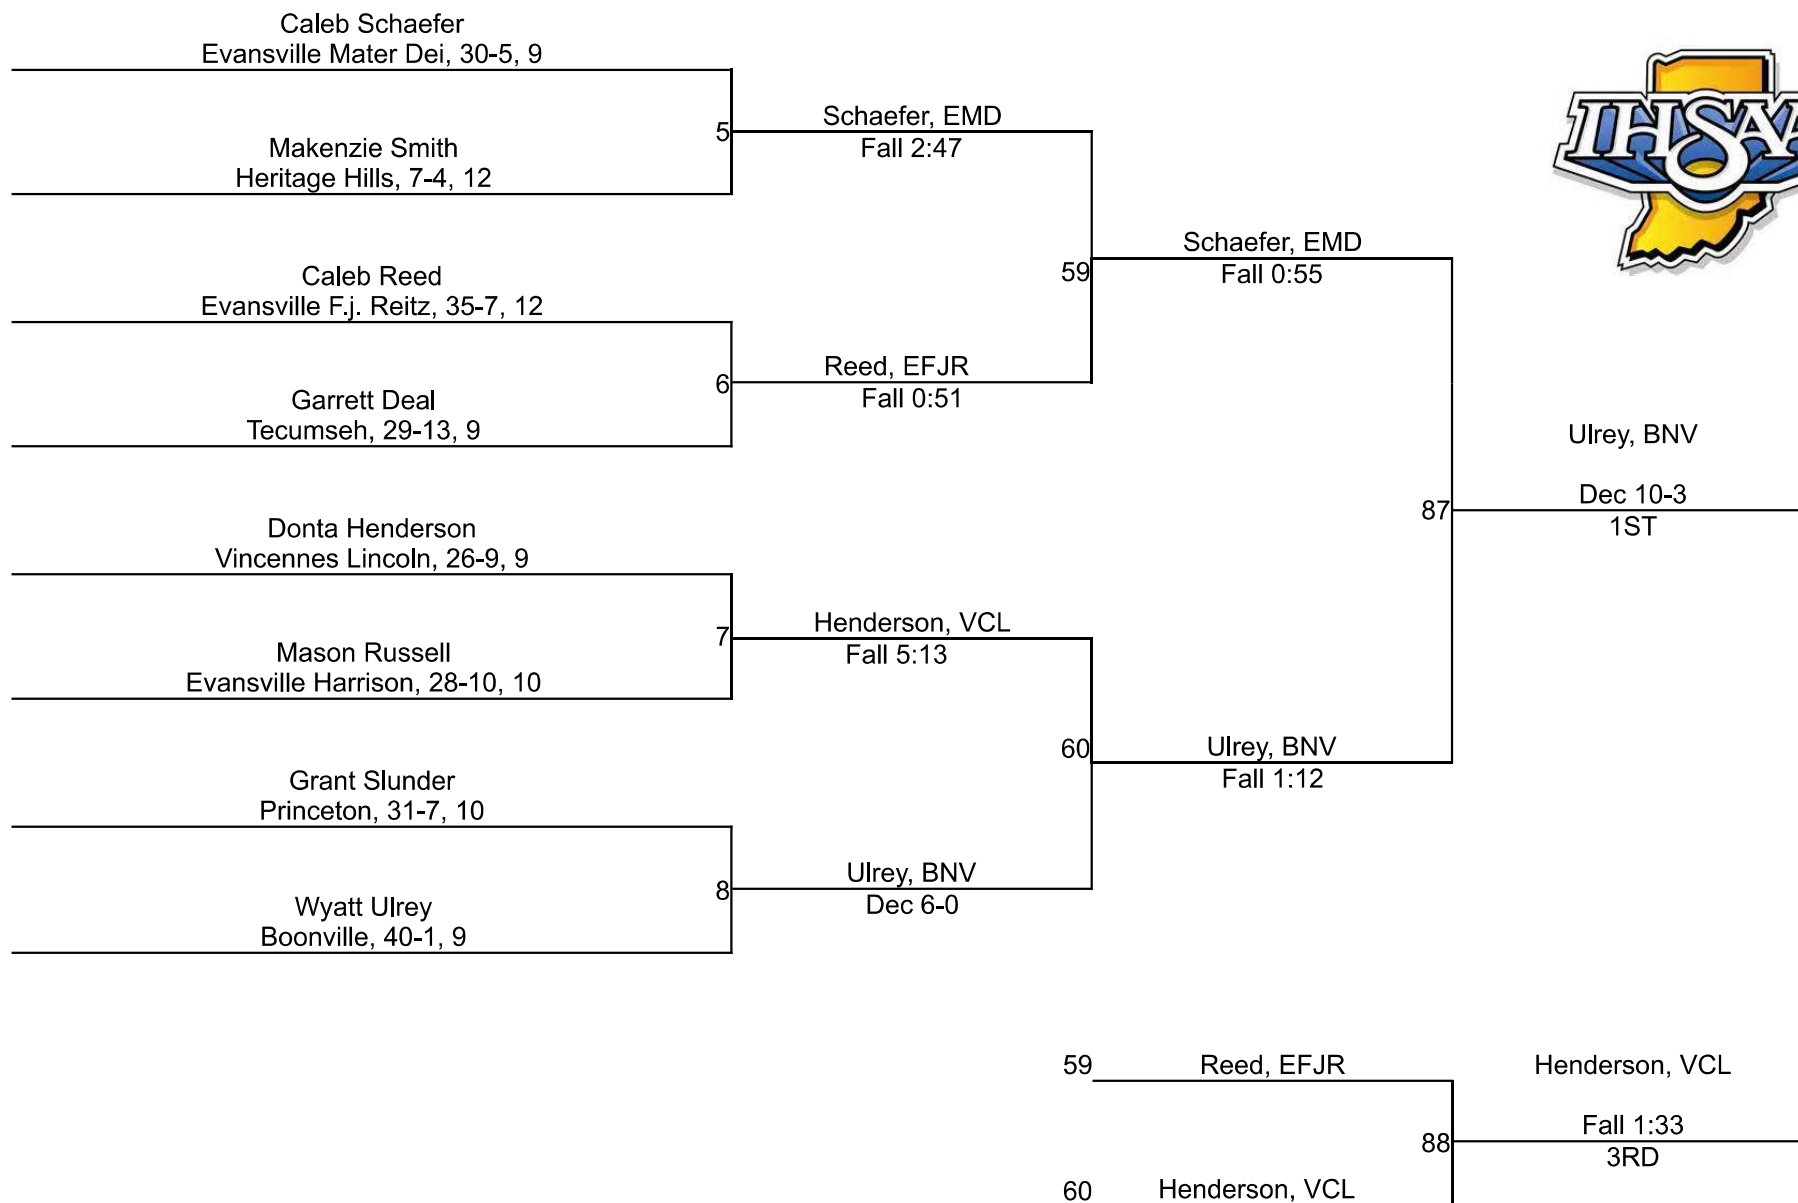 Caleb Schaefer
Evansville Mater Dei, 30-5, 9
Makenzie Smith
Heritage Hills, 7-4, 12
Caleb Reed
Evansville F.j. Reitz, 35-7, 12
Garrett Deal
Tecumseh, 29-13, 9
Donta Henderson
Vincennes Lincoln, 26-9, 9
Mason Russell
Evansville Harrison, 28-10, 10
Grant Slunder
Princeton, 31-7, 10
Wyatt Ulrey
Boonville, 40-1, 9
5
Schaefer, EMD
Fall 2:47
6
Reed, EFJR
Fall 0:51
7
Henderson, VCL
Fall 5:13
8
Ulrey, BNV
Dec 6-0
59
Schaefer, EMD
Fall 0:55
60
Ulrey, BNV
Fall 1:12
IHSAA
87
Ulrey, BNV
Dec 10-3
1ST
59
Reed, EFJR
60
Henderson, VCL
88
Henderson, VCL
Fall 1:33
3RD